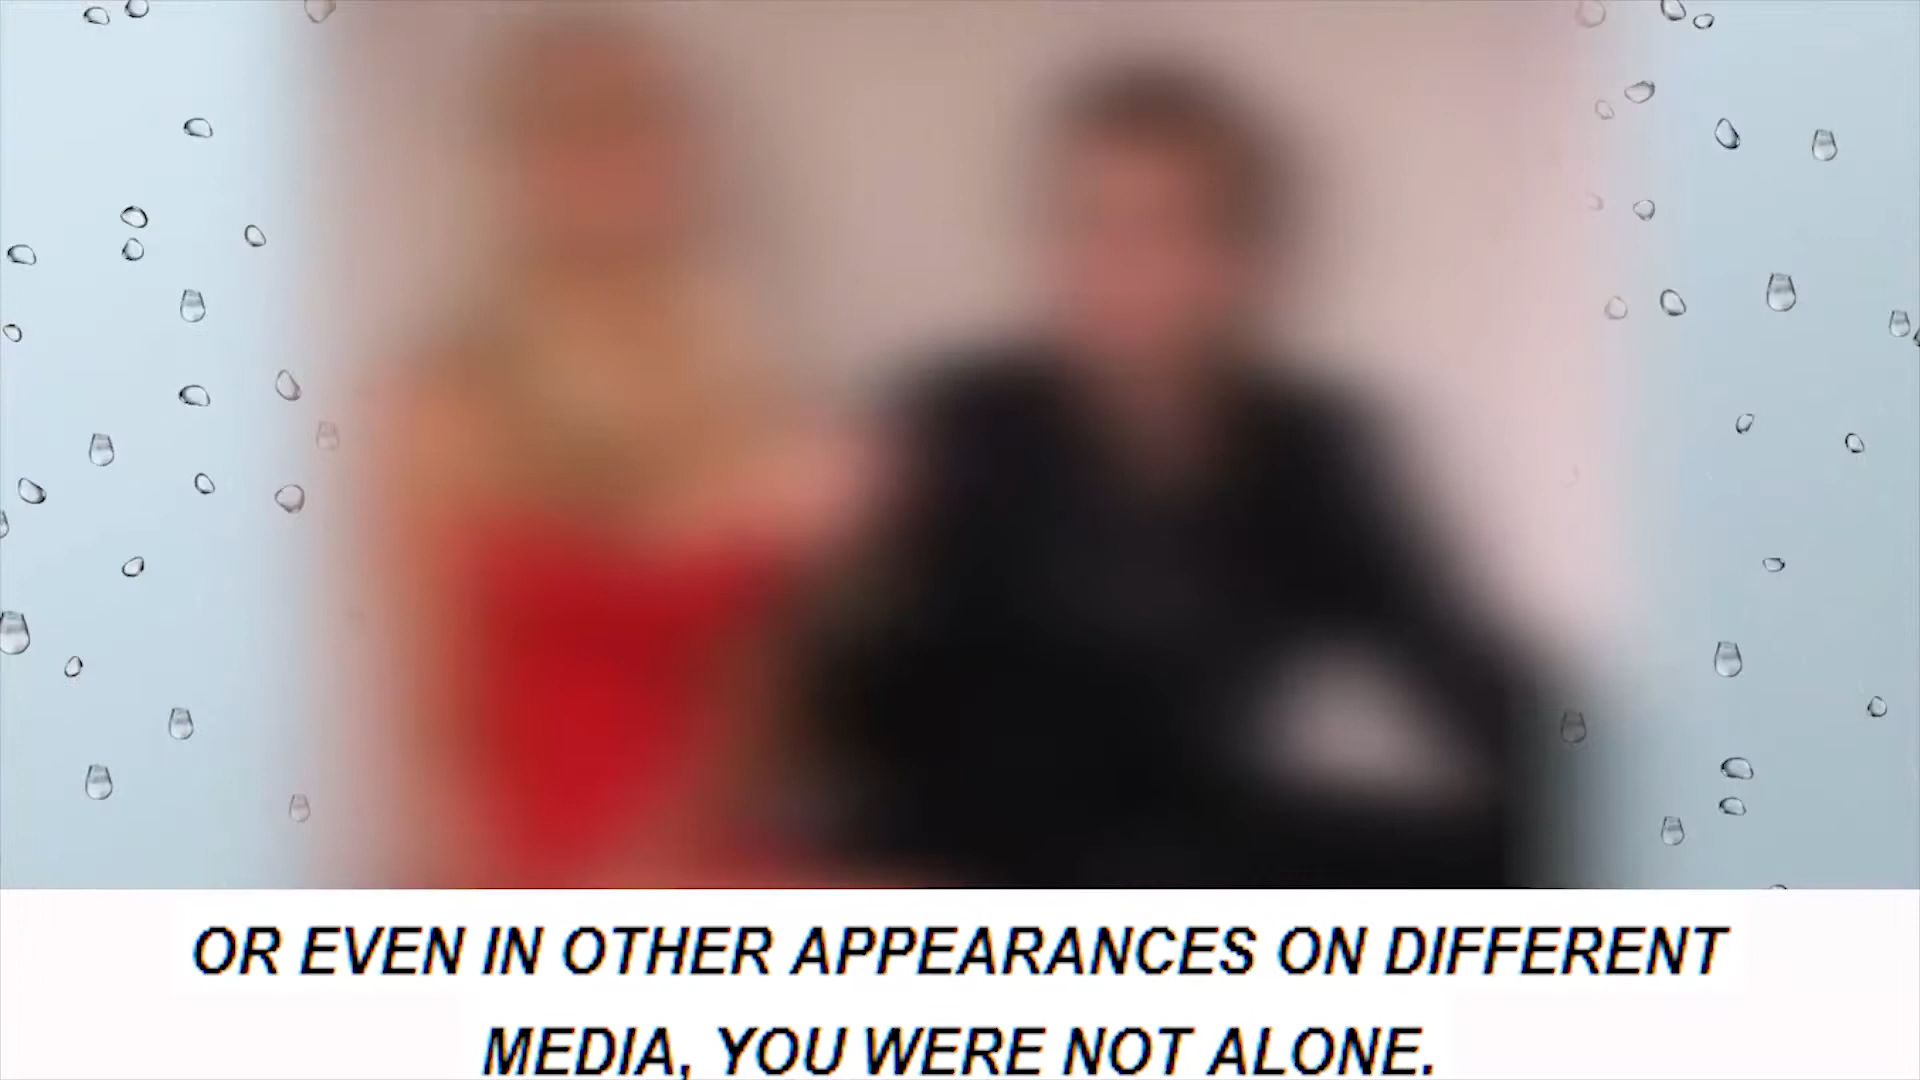 OR EVEN IN OTHER APPEARANCES ON DIFFERENT
MEDIA, YOU WERE NOT ALONE.